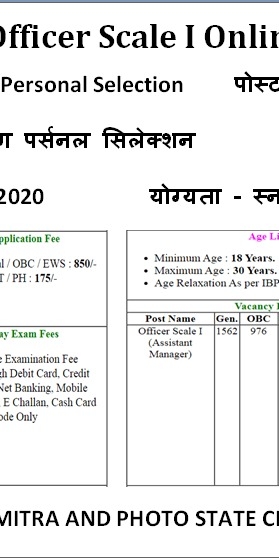 Officer Scale I Onlin
Personal Selection पोस्ट
पर्सनल सिलेक्शन
2020 योग्यता - स्न
Application Fee
l / OBC / EWS : 850/-
T / PH : 175/-
ay Exam Fees
e Examination Fee
gh Debit Card, Credit
Net Banking, Mobile
E Challan, Cash Card
ode Only
Age Li
Minimum Age : 18 Years.
Maximum Age : 30 Years.
Age Relaxation As per IBP
Vacancy
Post Name Gen. OBC
Officer Scale I 1562 976
(Assistant
Manager)
MITRA AND PHOTO STATE C